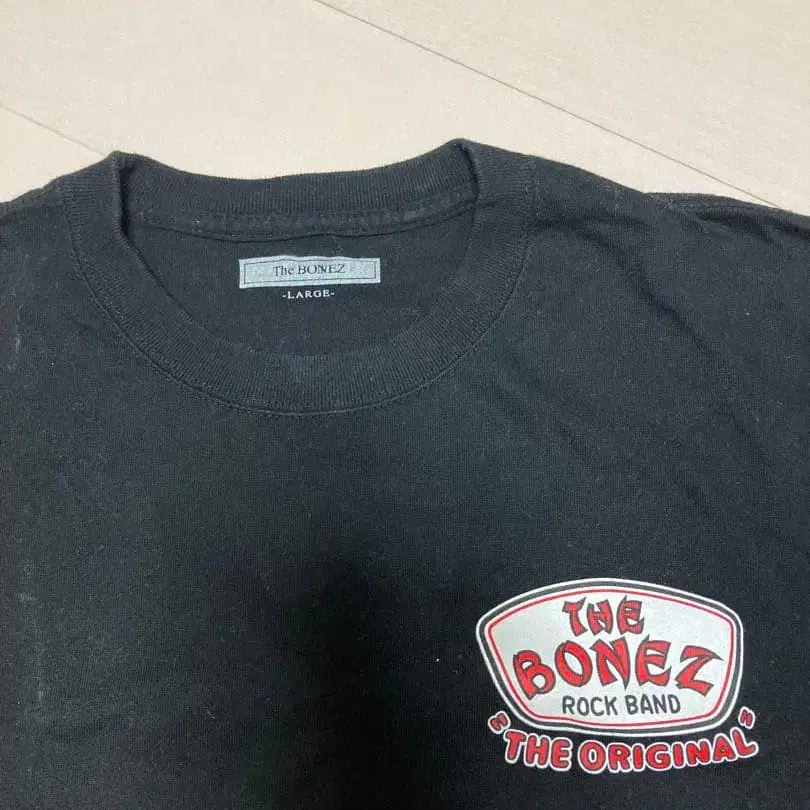 The BONEZ
-LARGE-
THE
BONEZ
ROCK BAND
"THE ORIGINAL"